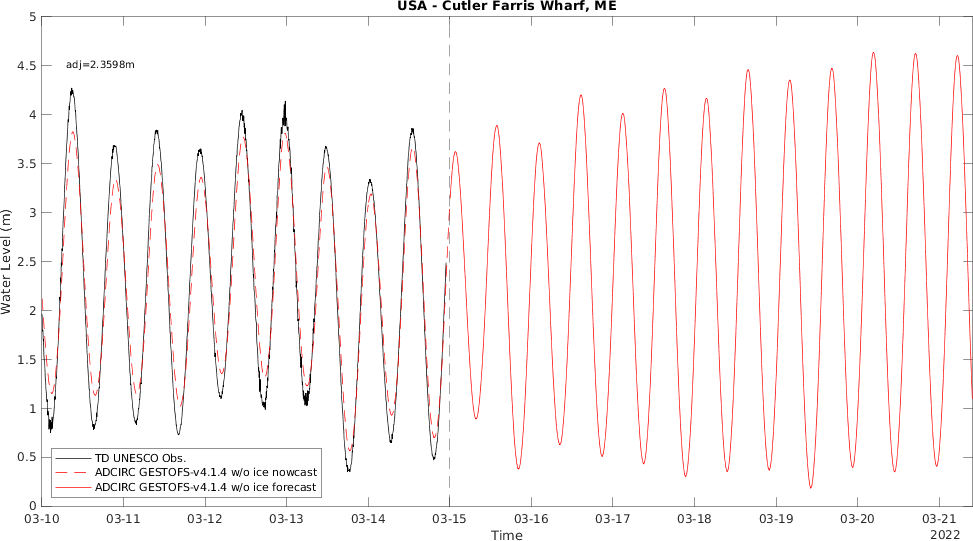 USA - Cutler Farris Wharf, ME
5
4.5
4
3.5
3
2.5
2
1.5
1
0.5
0
Water Level (m)
adj=2.3598m
TD UNESCO Obs.
ADCIRC GESTOFS-v4.1.4 w/o ice nowcast
ADCIRC GESTOFS-v4.1.4 w/o ice forecast
03-10 03-11 03-12 03-13 03-14 03-15 03-16 03-17 03-18 03-19 03-20 03-21
Time
2022